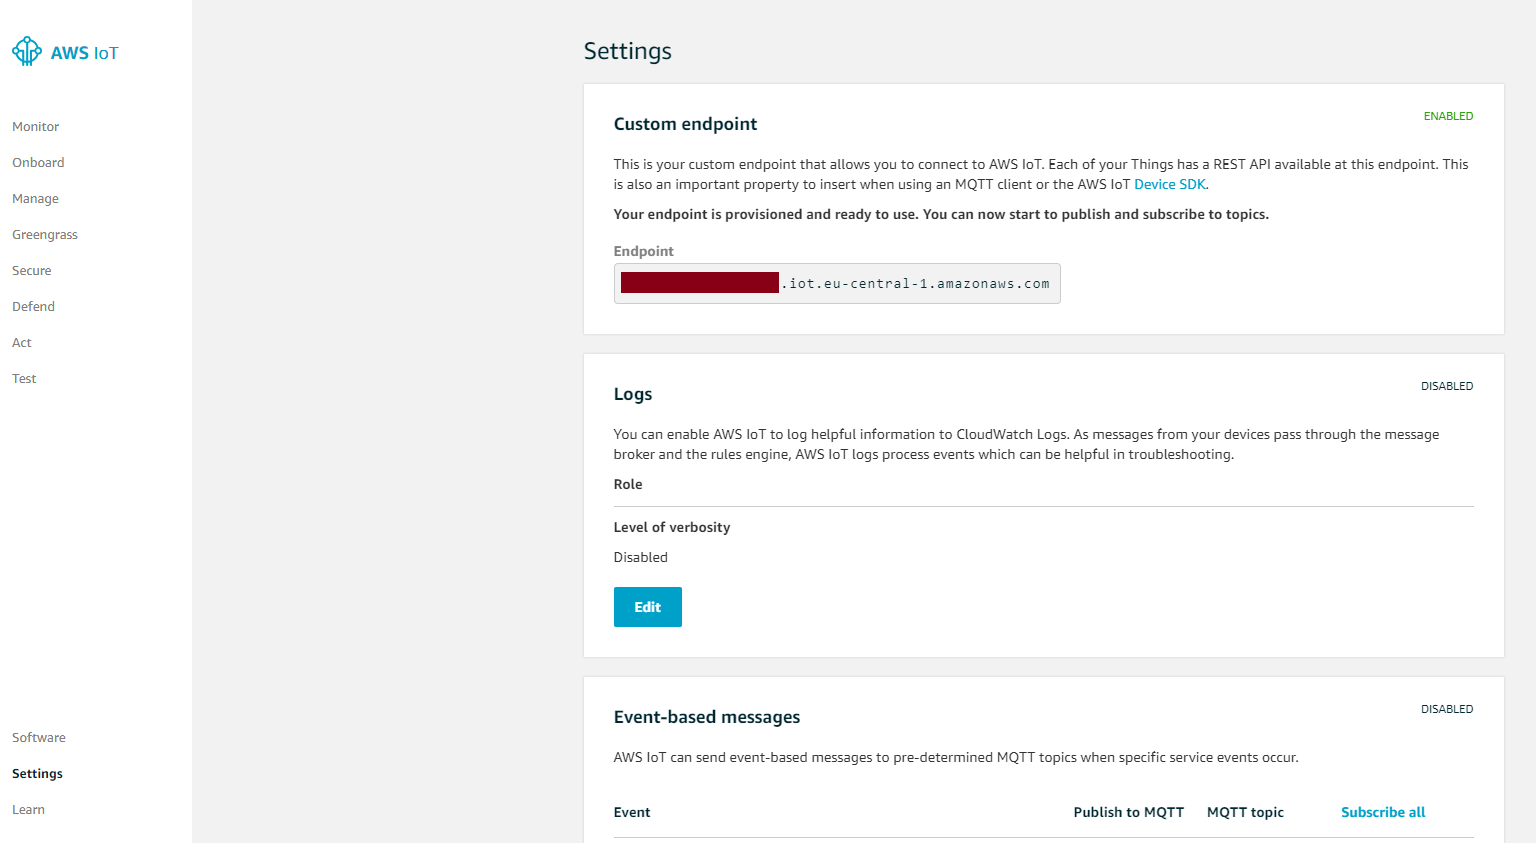 AWS IoT
Monitor
Onboard
Manage
Greengrass
Secure
Defend
Act
Test
Software
Settings
Learn
Settings
Custom endpoint
ENABLED
This is your custom endpoint that allows you to connect to AWS IoT. Each of your Things has a REST API available at this endpoint. This
is also an important property to insert when using an MQTT client or the AWS IoT Device SDK.
Your endpoint is provisioned and ready to use. You can now start to publish and subscribe to topics.
Endpoint
.iot.eu-central-1.amazonaws.com
Logs
DISABLED
You can enable AWS IoT to log helpful information to CloudWatch Logs. As messages from your devices pass through the message
broker and the rules engine, AWS IoT logs process events which can be helpful in troubleshooting.
Role
Level of verbosity
Disabled
Edit
Event-based messages
DISABLED
AWS IoT can send event-based messages to pre-determined MQTT topics when specific service events occur.
Event Publish to MQTT MQTT topic Subscribe all